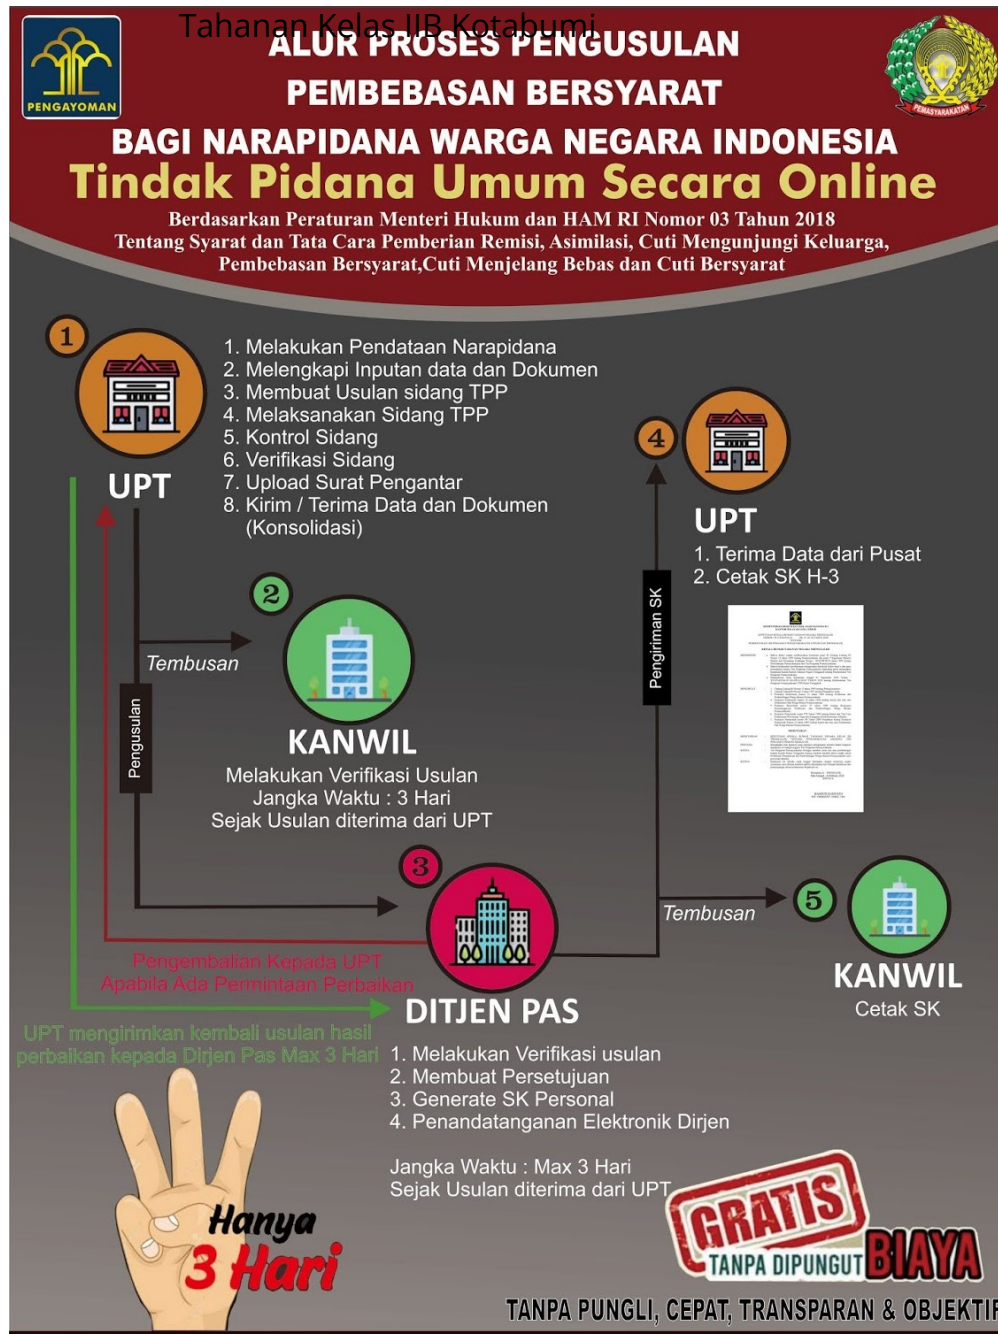 Tahanan Kelas IIB Kotabumi
ALUR PROSES PENGUSULAN
PEMBEBASAN BERSYARAT
BAGI NARAPIDANA WARGA NEGARA INDONESIA
Tindak Pidana Umum Secara Online
Berdasarkan Peraturan Menteri Hukum dan HAM RI Nomor 03 Tahun 2018
Tentang Syarat dan Tata Cara Pemberian Remisi, Asimilasi, Cuti Mengunjungi Keluarga,
Pembebasan Bersyarat,Cuti Menjelang Bebas dan Cuti Bersyarat
PENGAYOMAN
PEMASYARAKATAN
1
UPT
1. Melakukan Pendataan Narapidana
2. Melengkapi Inputan data dan Dokumen
3. Membuat Usulan sidang TPP
4. Melaksanakan Sidang TPP
5. Kontrol Sidang
6. Verifikasi Sidang
7. Upload Surat Pengantar
8. Kirim / Terima Data dan Dokumen
(Konsolidasi)
Pengusulan
Tembusan
2
KANWIL
Melakukan Verifikasi Usulan
Jangka Waktu : 3 Hari
Sejak Usulan diterima dari UPT
3
DITJEN PAS
1. Melakukan Verifikasi usulan
2. Membuat Persetujuan
3. Generate SK Personal
4. Penandatanganan Elektronik Dirjen
Jangka Waktu : Max 3 Hari
Sejak Usulan diterima dari UPT
Pengembalian Kepada UPT
Apabila Ada Permintaan Perbaikan
UPT mengirimkan kembali usulan hasil
perbaikan kepada Dirjen Pas Max 3 Hari
Pengiriman SK
4
UPT
1. Terima Data dari Pusat
2. Cetak SK H-3
Tembusan
5
KANWIL
Cetak SK
Hanya
3 Hari
GRATIS
TANPA DIPUNGUT BIAYA
TANPA PUNGLI, CEPAT, TRANSPARAN & OBJEKTIF